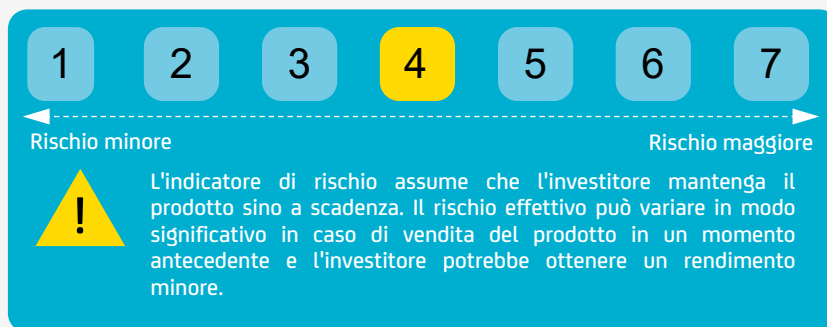 1 2 3 4 5 6 7
Rischio minore Rischio maggiore
! L'indicatore di rischio assume che l'investitore mantenga il
prodotto sino a scadenza. Il rischio effettivo può variare in modo
significativo in caso di vendita del prodotto in un momento
antecedente e l'investitore potrebbe ottenere un rendimento
minore.